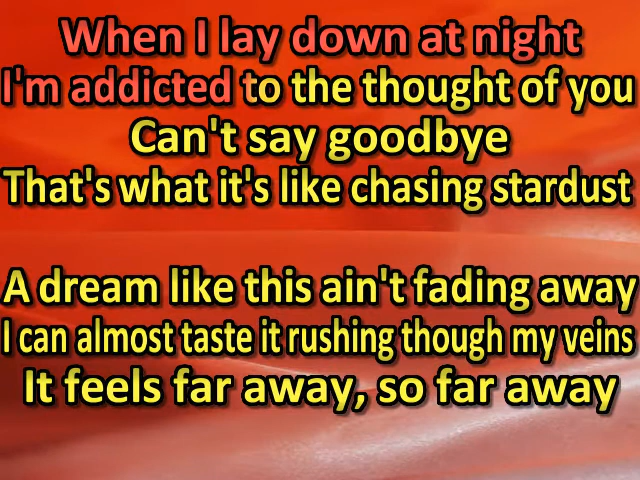 When I lay down at night
I'm addicted to the thought of you
Can't say goodbye
That's what it's like chasing stardust
A dream like this ain't fading away
I can almost taste it rushing though my veins
It feels far away, so far away